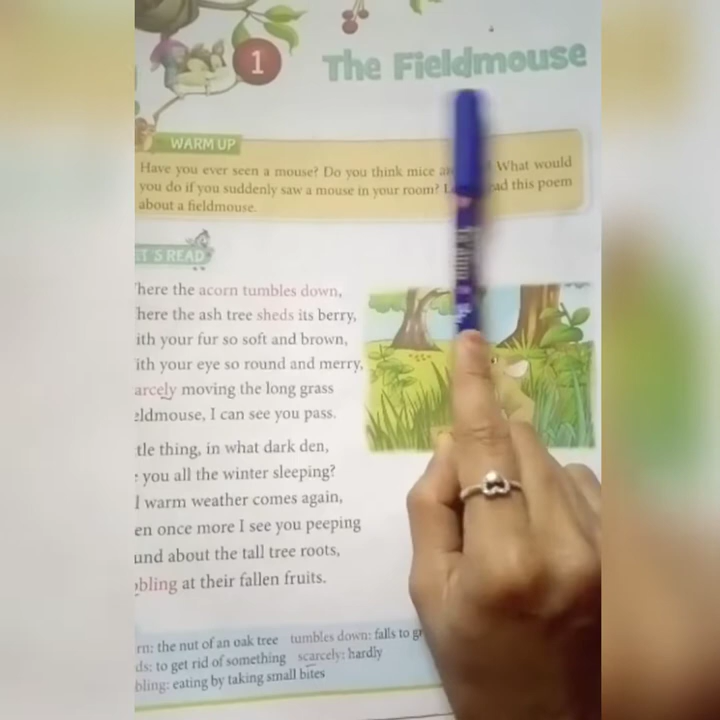 1
The Fieldmouse
WARM UP
Have you ever seen a mouse? Do you think mice What would
you do if you suddenly saw a mouse in your room? ad this poem
about a fieldmouse.
T'S READ
here the acorn tumbles down,
here the ash tree sheds its berry,
ith your fur so soft and brown,
ith your eye so round and merry,
arcely moving the long grass
eldmouse, I can see you pass.
tle thing, in what dark den,
you all the winter sleeping?
l warm weather comes again,
en once more I see you peeping
und about the tall tree roots,
bling at their fallen fruits.
rn: the nut of an oak tree tumbles down: falls to gr
ds: to get rid of something scarcely: hardly
bling: eating by taking small bites